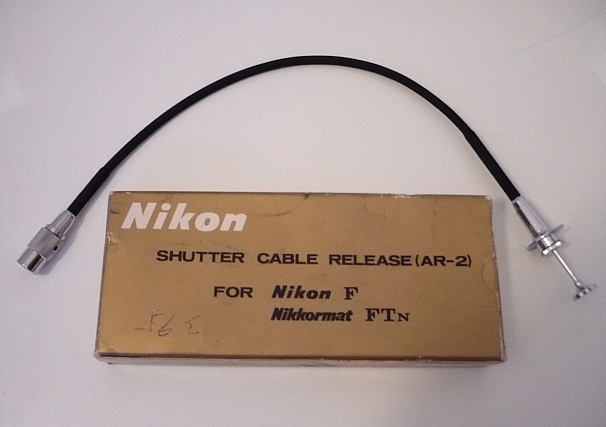 Nikon
SHUTTER CABLE RELEASE (AR-2)
FOR Nikon F
Nikkormat FTN